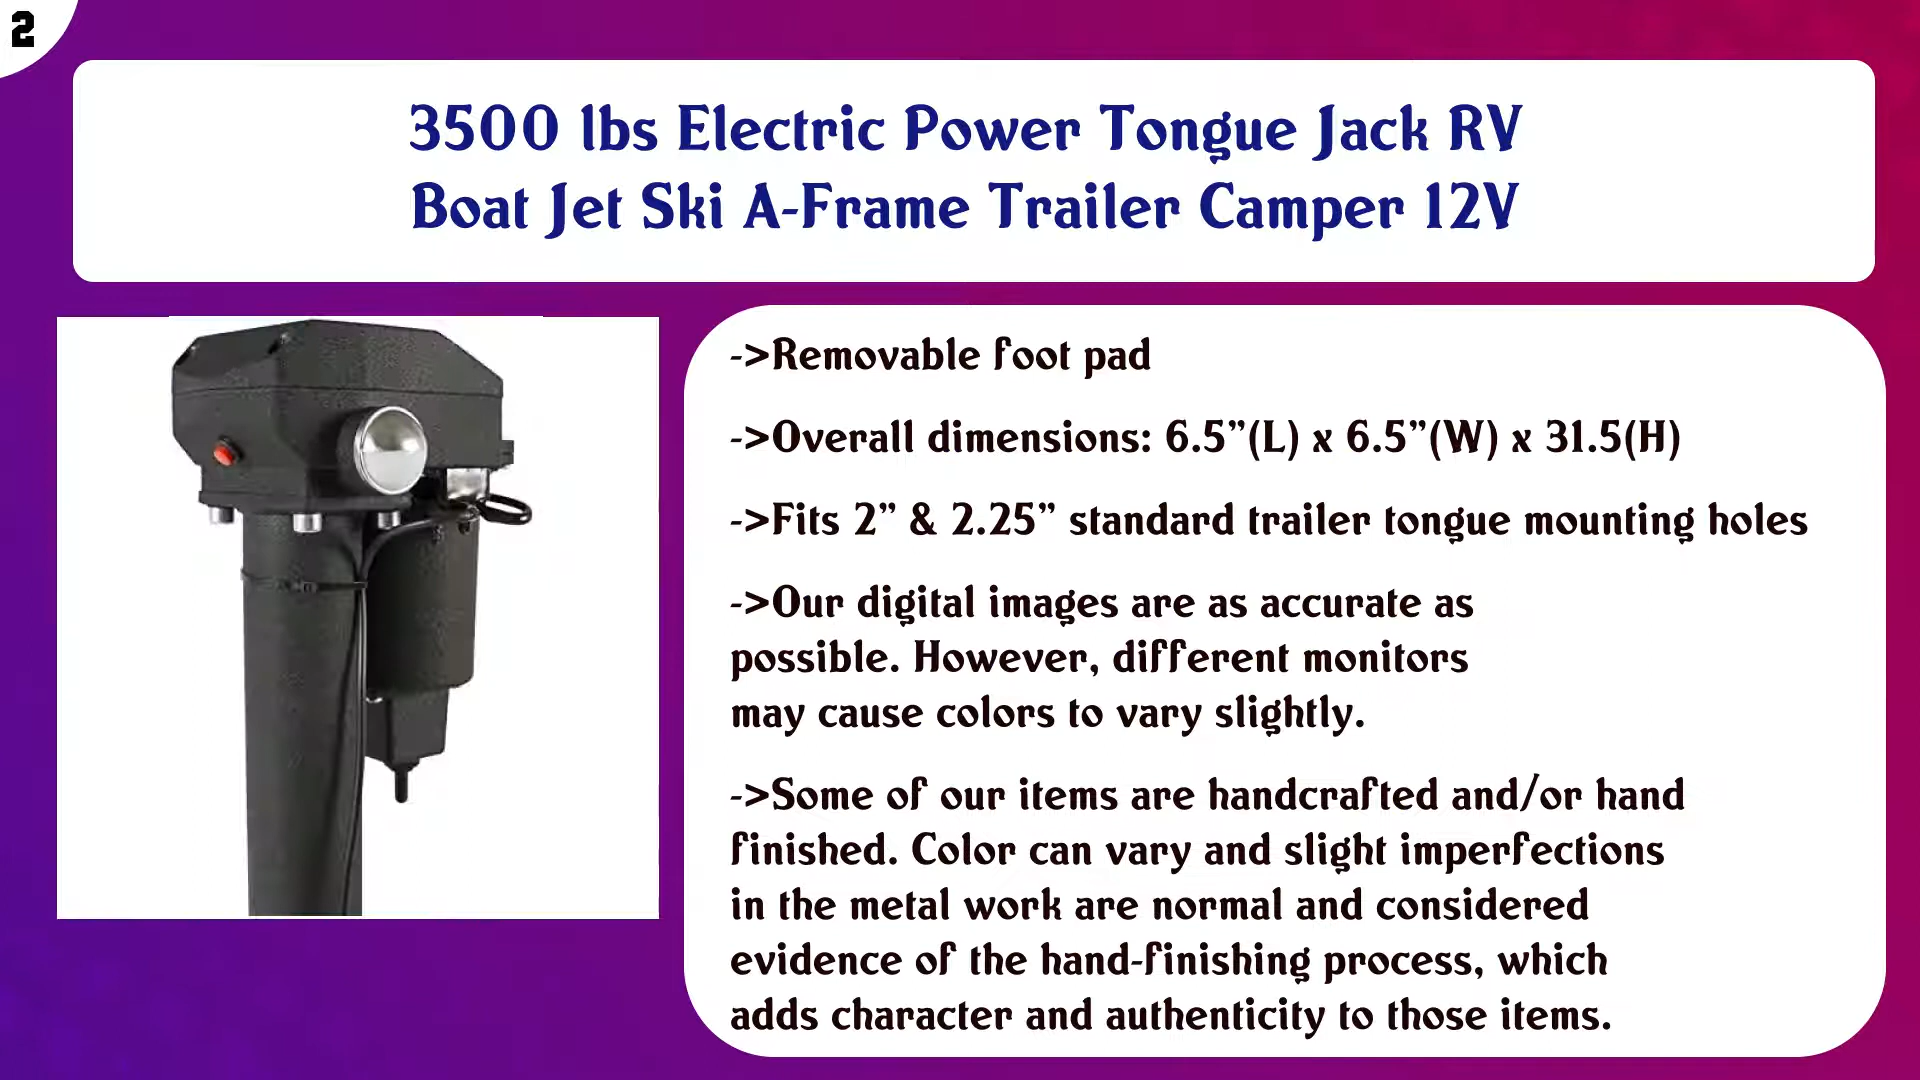 2
3500 lbs Electric Power Tongue Jack RV
Boat Jet Ski A-Frame Trailer Camper 12V
->Removable foot pad
->Overall dimensions: 6.5”(L) x 6.5”(W) x 31.5(H)
->Fits 2” & 2.25” standard trailer tongue mounting holes
->Our digital images are as accurate as
possible. However, different monitors
may cause colors to vary slightly.
->Some of our items are handcrafted and/or hand
finished. Color can vary and slight imperfections
in the metal work are normal and considered
evidence of the hand-finishing process, which
adds character and authenticity to those items.